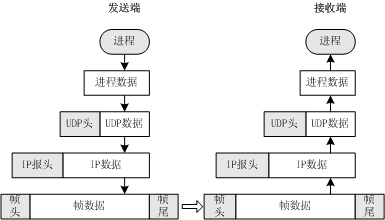 发送端 接收端
进程 进程
进程数据 进程数据
UDP头 UDP数据 UDP头 UDP数据
IP报头 IP数据 IP报头 IP数据
帧头 帧数据 帧尾 帧头 帧数据 帧尾